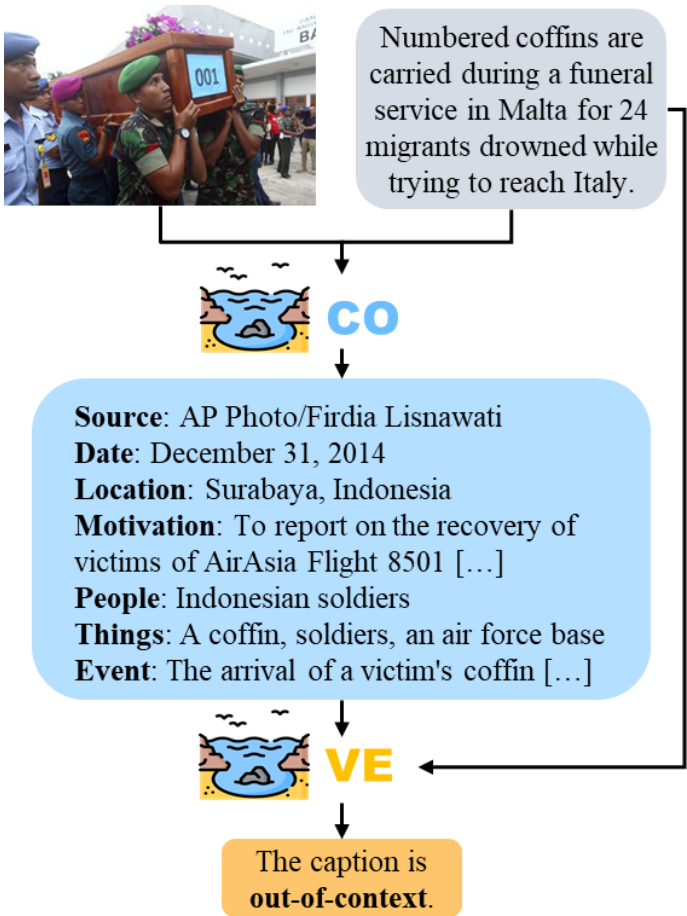 BA
001
Numbered coffins are
carried during a funeral
service in Malta for 24
migrants drowned while
trying to reach Italy.
CO
Source: AP Photo/Firdia Lisnawati
Date: December 31, 2014
Location: Surabaya, Indonesia
Motivation: To report on the recovery of
victims of AirAsia Flight 8501 […]
People: Indonesian soldiers
Things: A coffin, soldiers, an air force base
Event: The arrival of a victim's coffin […]
VE
The caption is
out-of-context.